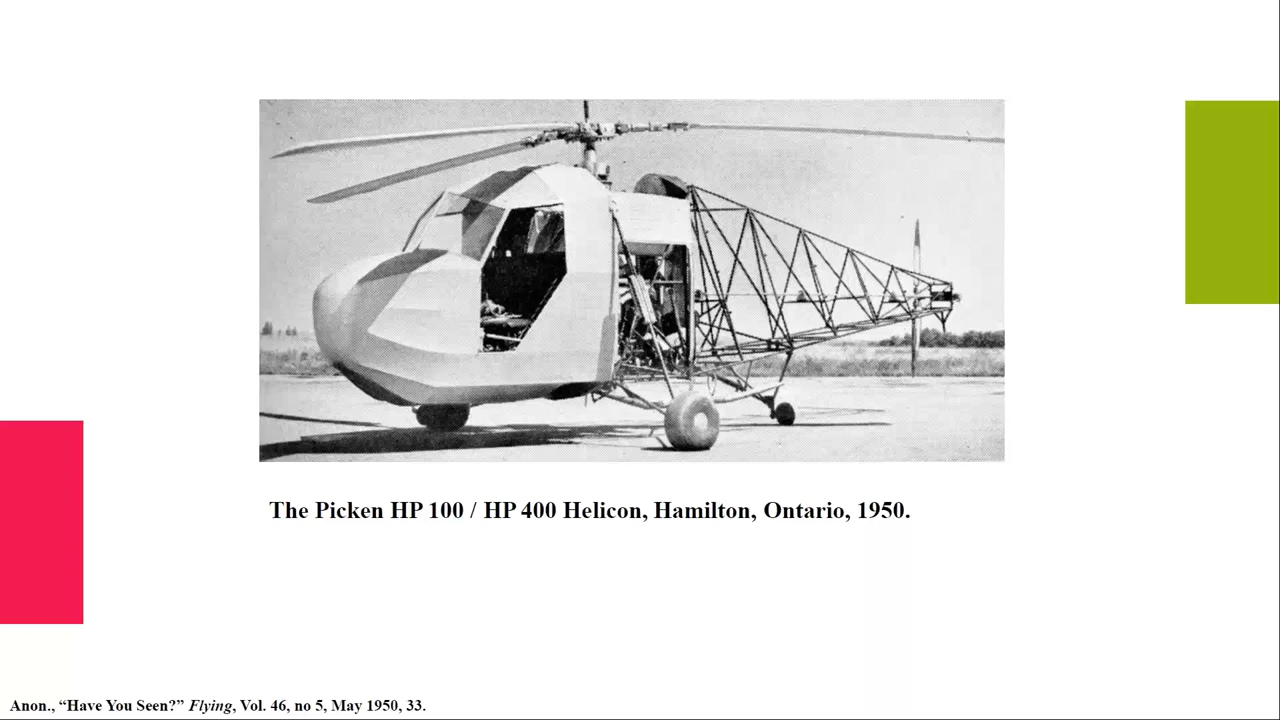 The Picken HP 100 / HP 400 Helicon, Hamilton, Ontario, 1950.
Anon., “Have You Seen?” Flying, Vol. 46, no 5, May 1950, 33.